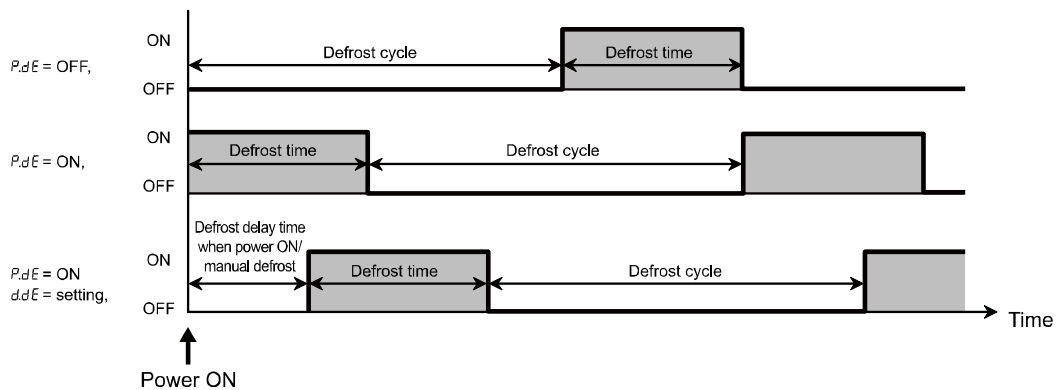 ON
P.dE = OFF,
OFF
Defrost cycle
Defrost time
ON
P.dE = ON,
OFF
Defrost time
Defrost cycle
Defrost delay time
when power ON/
manual defrost
ON
P.dE = ON
d.dE = setting,
OFF
Defrost time
Defrost cycle
Time
Power ON